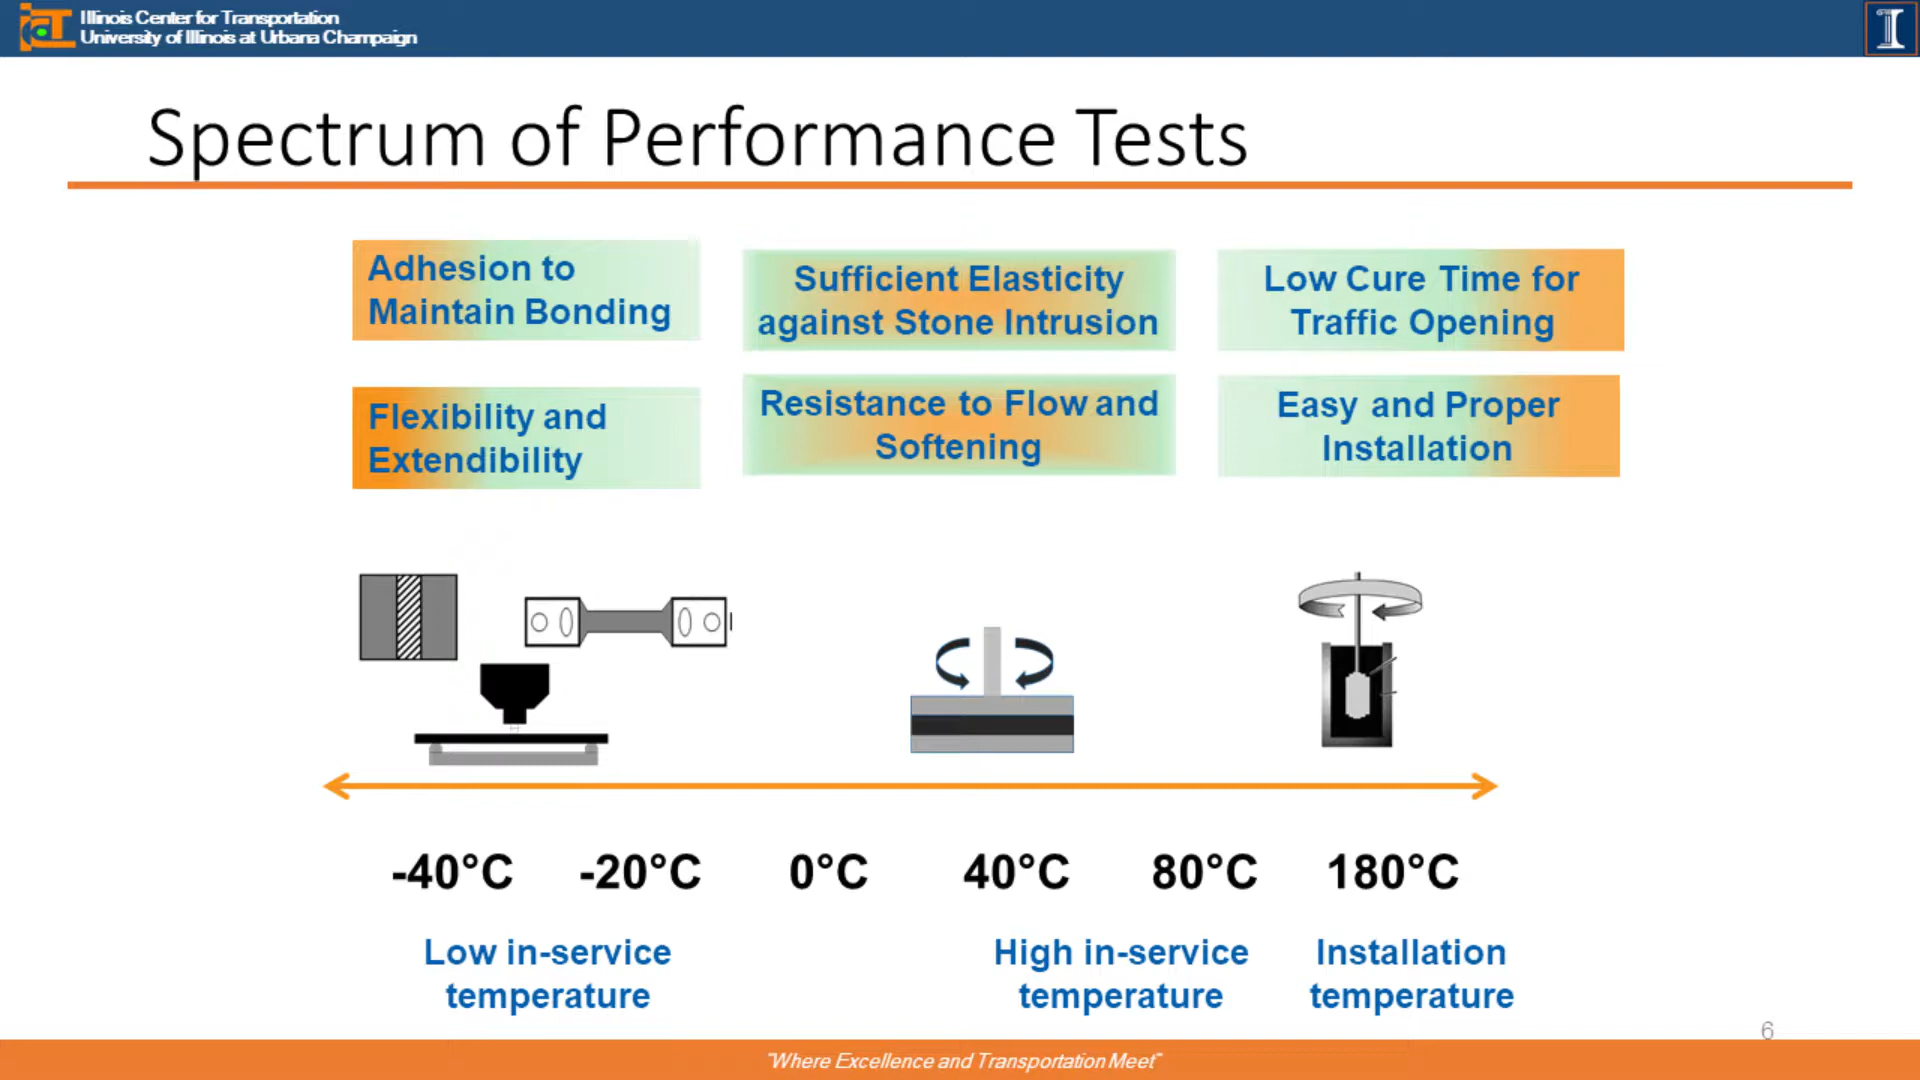 Illinois Center for Transportation
University of Illinois at Urbana Champaign
Spectrum of Performance Tests
Adhesion to
Maintain Bonding
Sufficient Elasticity
against Stone Intrusion
Low Cure Time for
Traffic Opening
Flexibility and
Extendibility
Resistance to Flow and
Softening
Easy and Proper
Installation
-40°C -20°C 0°C 40°C 80°C 180°C
Low in-service
temperature
High in-service
temperature
Installation
temperature
6
"Where Excellence and Transportation Meet"